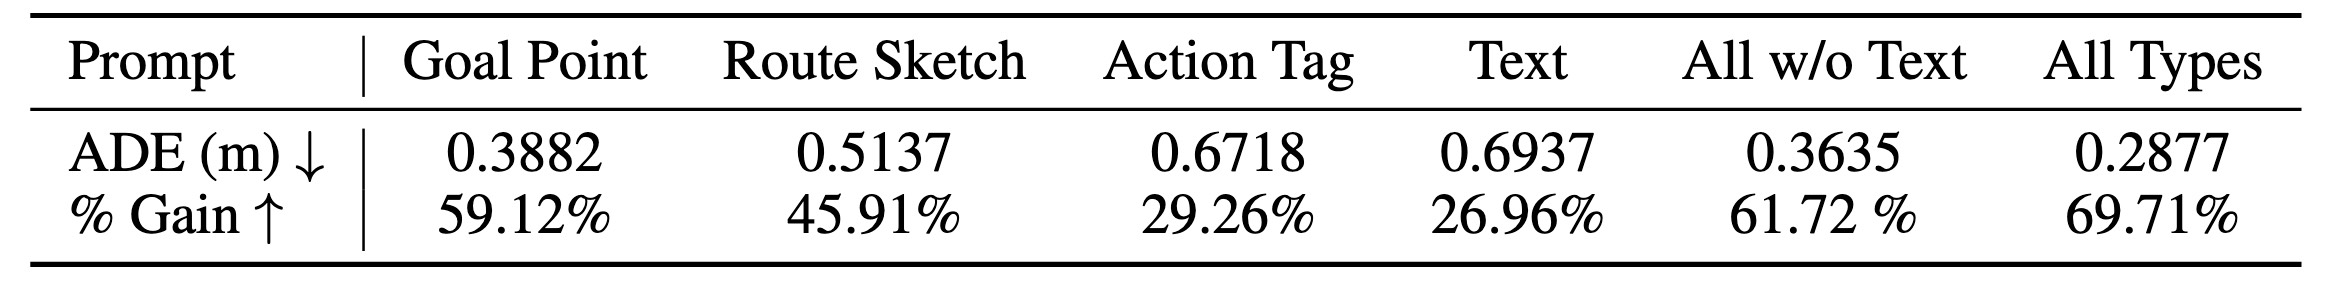 Prompt Goal Point Route Sketch Action Tag Text All w/o Text All Types
ADE (m) ↓ 0.3882 0.5137 0.6718 0.6937 0.3635 0.2877
% Gain ↑ 59.12% 45.91% 29.26% 26.96% 61.72 % 69.71%